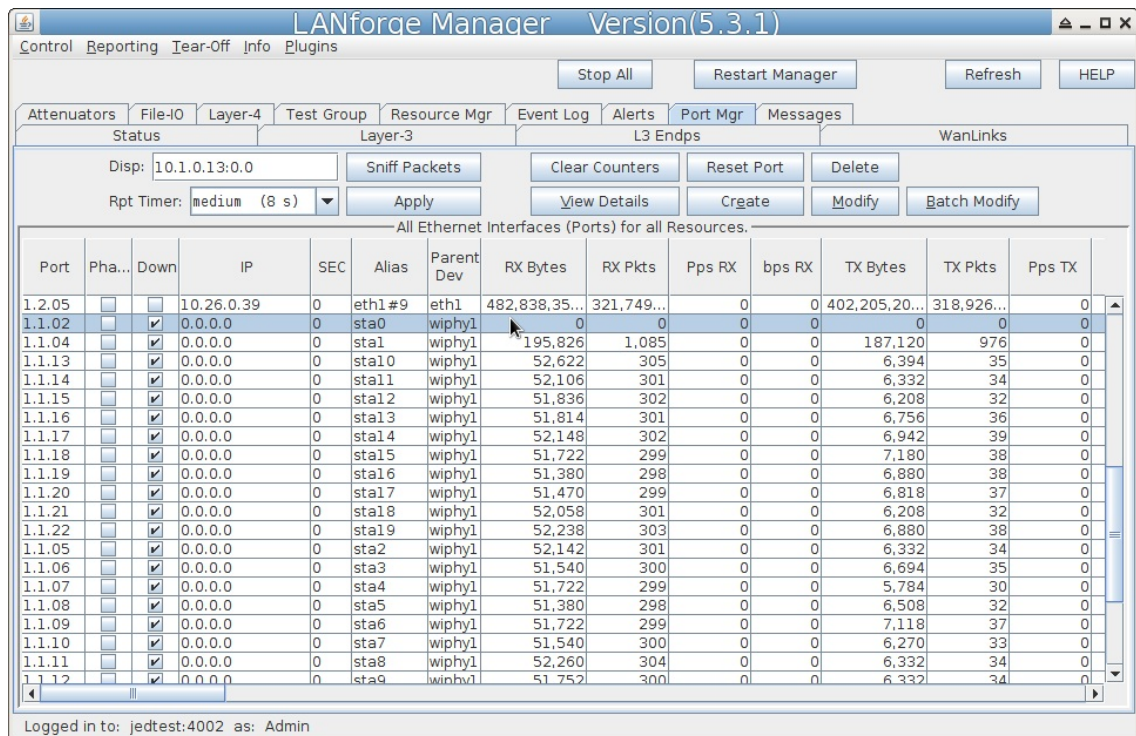 LANforge Manager Version(5.3.1)
Control Reporting Tear-Off Info Plugins
Stop All Restart Manager Refresh HELP
Attenuators File-IO Layer-4 Test Group Resource Mgr Event Log Alerts Port Mgr Messages
Status Layer-3 L3 Endps WanLinks
Disp: 10.1.0.13:0.0 Sniff Packets Clear Counters Reset Port Delete
Rpt Timer: medium (8 s) Apply View Details Create Modify Batch Modify
All Ethernet Interfaces (Ports) for all Resources.
Port Pha... Down IP SEC Alias Parent Dev RX Bytes RX Pkts Pps RX bps RX TX Bytes TX Pkts Pps TX
1.2.05 10.26.0.39 0 eth1#9 eth1 482,838,35... 321,749... 0 0 402,205,20... 318,926... 0
1.1.02 0.0.0.0 0 sta0 wiphy1 0 0 0 0 0 0 0
1.1.04 0.0.0.0 0 sta1 wiphy1 195,826 1,085 0 0 187,120 976 0
1.1.13 0.0.0.0 0 sta10 wiphy1 52,622 305 0 0 6,394 35 0
1.1.14 0.0.0.0 0 sta11 wiphy1 52,106 301 0 0 6,332 34 0
1.1.15 0.0.0.0 0 sta12 wiphy1 51,836 302 0 0 6,208 32 0
1.1.16 0.0.0.0 0 sta13 wiphy1 51,814 301 0 0 6,756 36 0
1.1.17 0.0.0.0 0 sta14 wiphy1 52,148 302 0 0 6,942 39 0
1.1.18 0.0.0.0 0 sta15 wiphy1 51,722 299 0 0 7,180 38 0
1.1.19 0.0.0.0 0 sta16 wiphy1 51,380 298 0 0 6,880 38 0
1.1.20 0.0.0.0 0 sta17 wiphy1 51,470 299 0 0 6,818 37 0
1.1.21 0.0.0.0 0 sta18 wiphy1 52,058 301 0 0 6,208 32 0
1.1.22 0.0.0.0 0 sta19 wiphy1 52,238 303 0 0 6,880 38 0
1.1.05 0.0.0.0 0 sta2 wiphy1 52,142 301 0 0 6,332 34 0
1.1.06 0.0.0.0 0 sta3 wiphy1 51,540 300 0 0 6,694 35 0
1.1.07 0.0.0.0 0 sta4 wiphy1 51,722 299 0 0 5,784 30 0
1.1.08 0.0.0.0 0 sta5 wiphy1 51,380 298 0 0 6,508 32 0
1.1.09 0.0.0.0 0 sta6 wiphy1 51,722 299 0 0 7,118 37 0
1.1.10 0.0.0.0 0 sta7 wiphy1 51,540 300 0 0 6,270 33 0
1.1.11 0.0.0.0 0 sta8 wiphy1 52,260 304 0 0 6,332 34 0
1.1.12 0.0.0.0 0 sta9 wiphy1 51,752 300 0 0 6,332 34 0
Logged in to: jedtest:4002 as: Admin